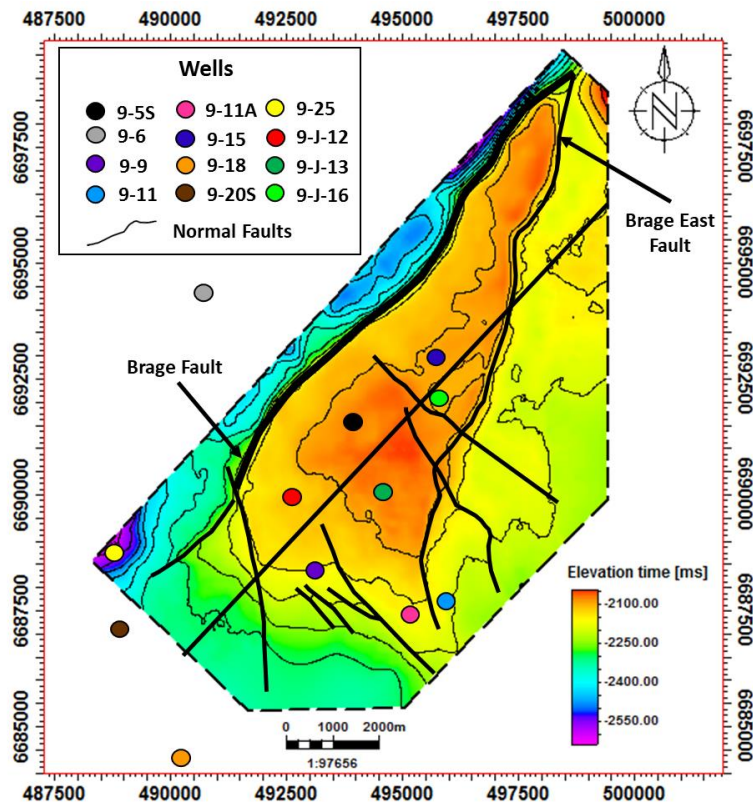 487500 490000 492500 495000 497500 500000
Wells
9-5S 9-11A 9-25
9-6 9-15 9-J-12
9-9 9-18 9-J-13
9-11 9-20S 9-J-16
Normal Faults
N
Brage East
Fault
Brage Fault
6697500 6697500
6695000 6695000
6692500 6692500
6690000 6690000
6687500 6687500
6685000 6685000
Elevation time [ms]
-2100.00
-2250.00
-2400.00
-2550.00
0 1000 2000m
1:97656
487500 490000 492500 495000 497500 500000